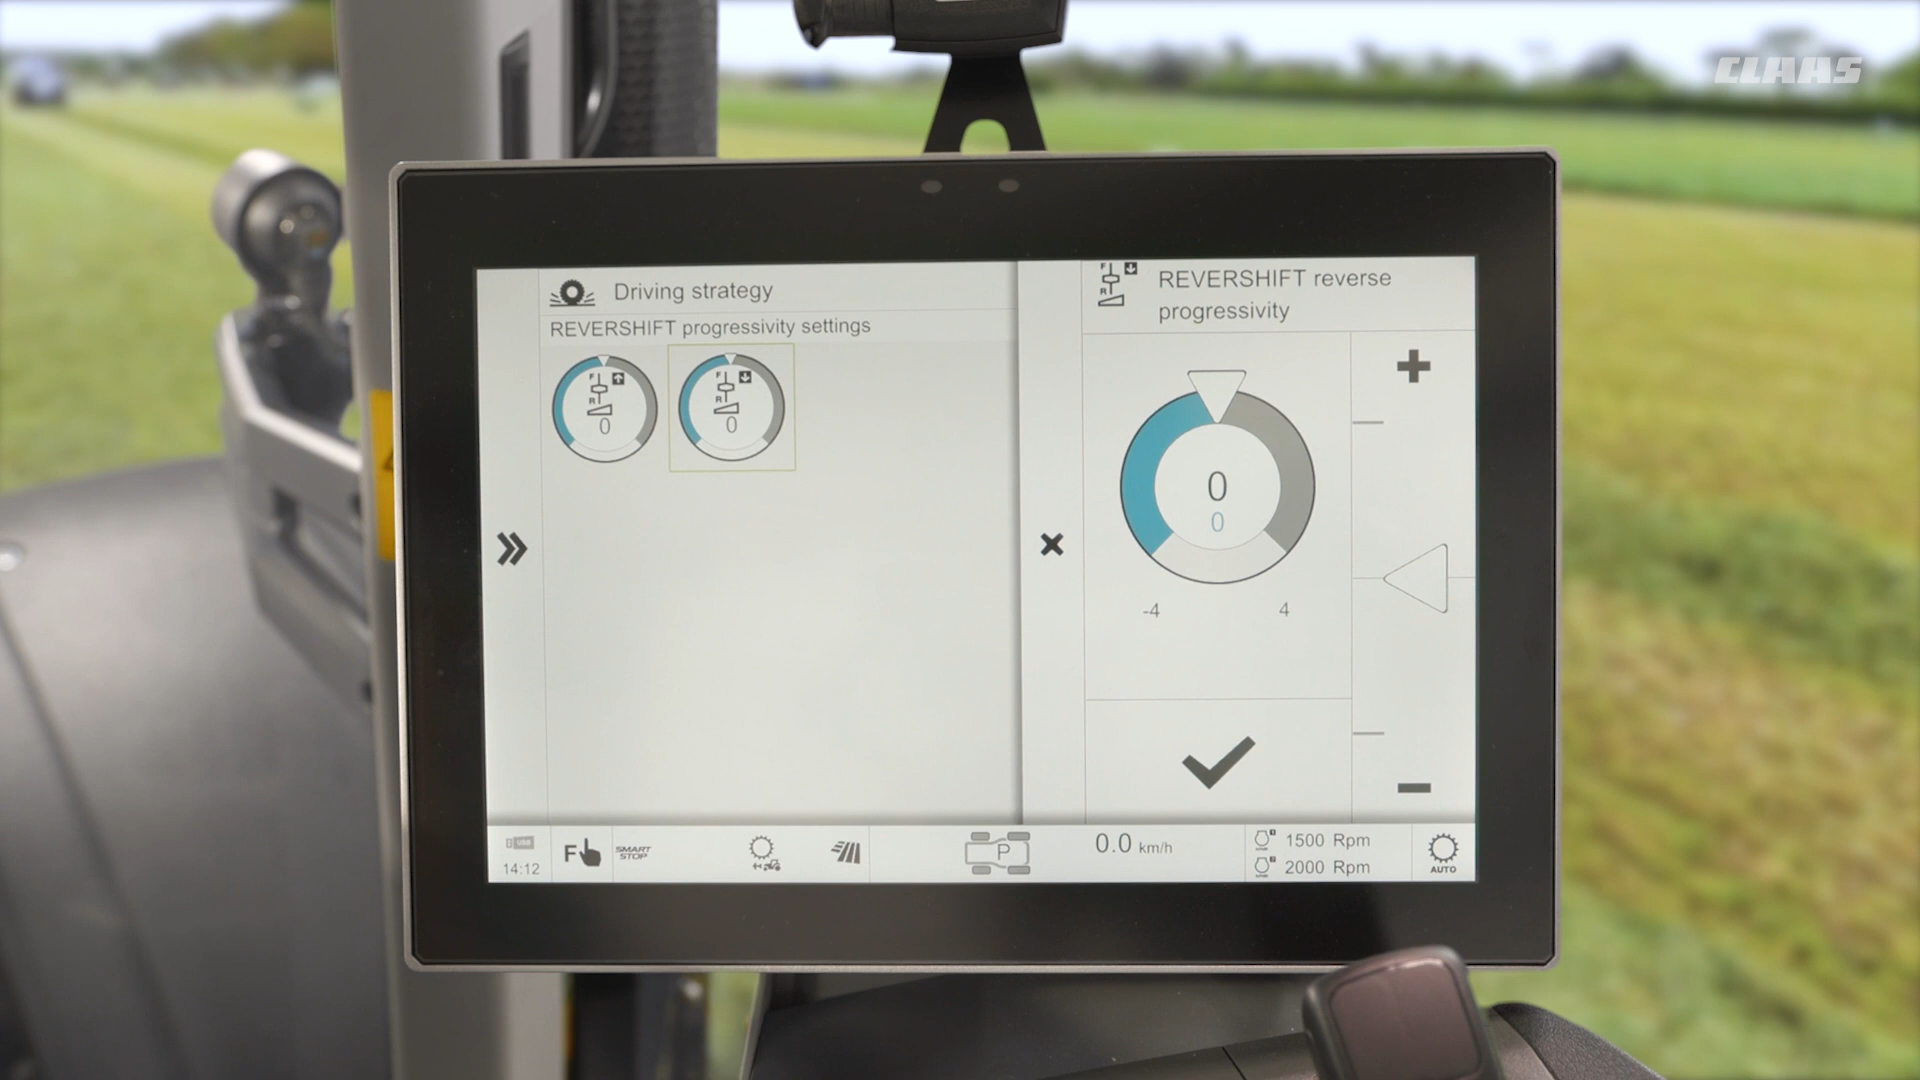 CLAAS
Driving strategy
REVERSHIFT progressivity settings
F
R
0
F
R
0
F
R
REVERSHIFT reverse
progressivity
0
0
-4
4
USB
14:12
F
SMART
STOP
P
0.0 km/h
1500 Rpm
2000 Rpm
AUTO